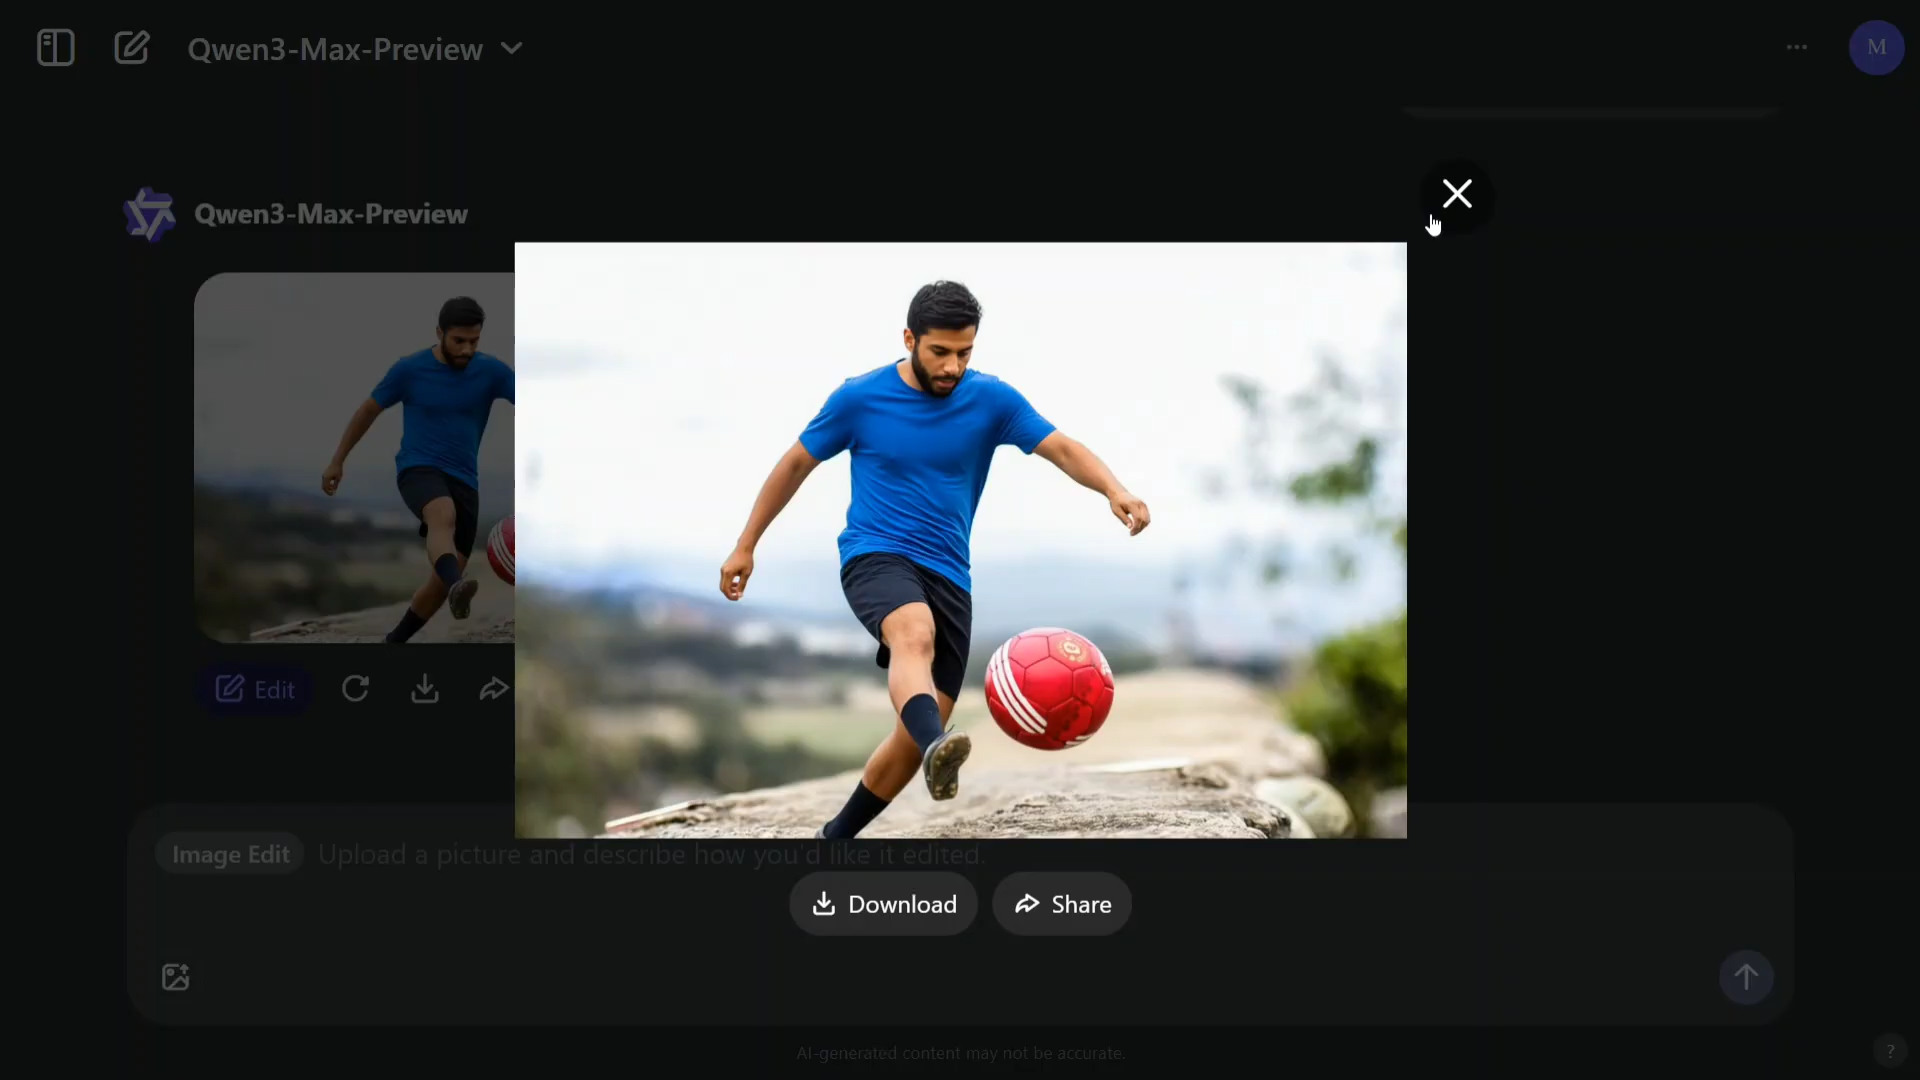 Qwen3-Max-Preview
M
Qwen3-Max-Preview
Edit
Image Edit Upload a picture and describe how you'd like it edited.
Download
Share
AI-generated content may not be accurate.
?